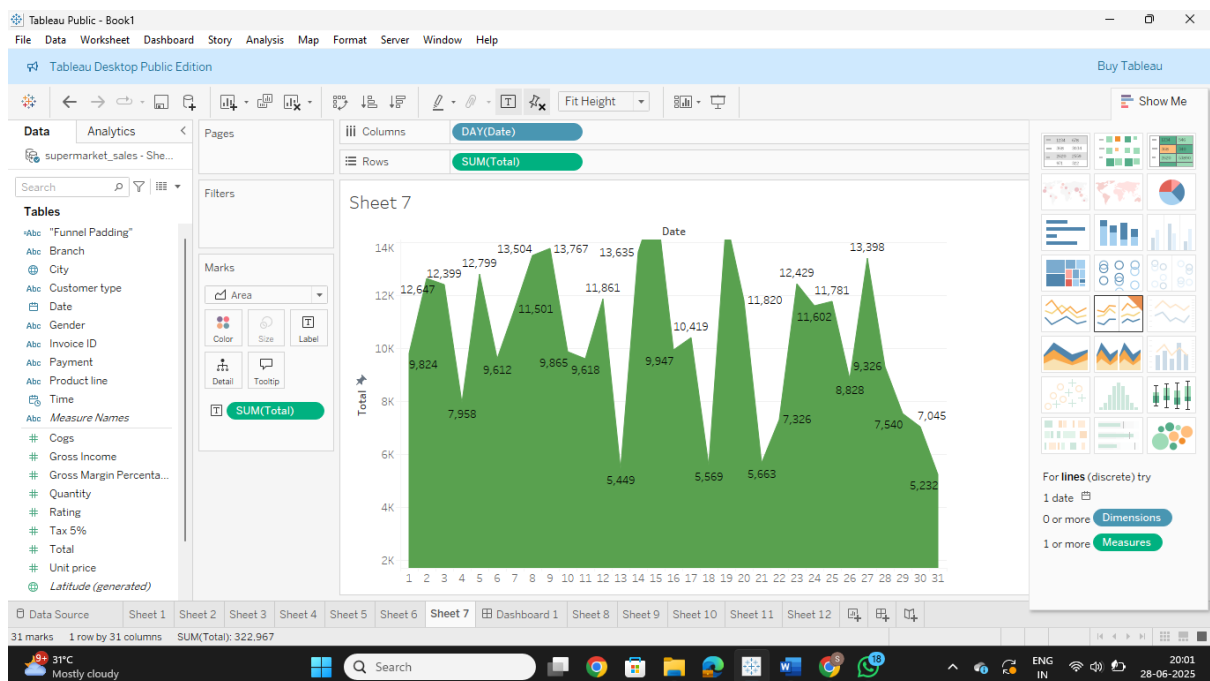 Tableau Public - Book1
File Data Worksheet Dashboard Story Analysis Map Format Server Window Help
Tableau Desktop Public Edition
Buy Tableau
Fit Height
Show Me
Data Analytics
supermarket_sales - She...
Search
Tables
Abc "Funnel Padding"
Abc Branch
City
Abc Customer type
Date
Abc Gender
Abc Invoice ID
Abc Payment
Abc Product line
Time
Abc Measure Names
# Cogs
# Gross Income
# Gross Margin Percenta...
# Quantity
# Rating
# Tax 5%
# Total
# Unit price
Latitude (generated)
Pages
Filters
Marks
Area
Color Size Label
Detail Tooltip
SUM(Total)
Columns
DAY(Date)
Rows
SUM(Total)
Sheet 7
Date
Total
14K
12K
10K
8K
6K
4K
2K
9,824
12,647
12,399
7,958
12,799
9,612
11,501
13,504
13,767
9,865
9,618
11,861
5,449
13,635
9,947
10,419
5,569
11,820
5,663
7,326
12,429
11,602
11,781
8,828
13,398
9,326
7,540
7,045
5,232
1 2 3 4 5 6 7 8 9 10 11 12 13 14 15 16 17 18 19 20 21 22 23 24 25 26 27 28 29 30 31
For lines (discrete) try
1 date
0 or more Dimensions
1 or more Measures
Data Source Sheet 1 Sheet 2 Sheet 3 Sheet 4 Sheet 5 Sheet 6 Sheet 7 Dashboard 1 Sheet 8 Sheet 9 Sheet 10 Sheet 11 Sheet 12
31 marks 1 row by 31 columns SUM(Total): 322,967
9+
31°C
Mostly cloudy
Search
S
18
ENG
IN
20:01
28-06-2025